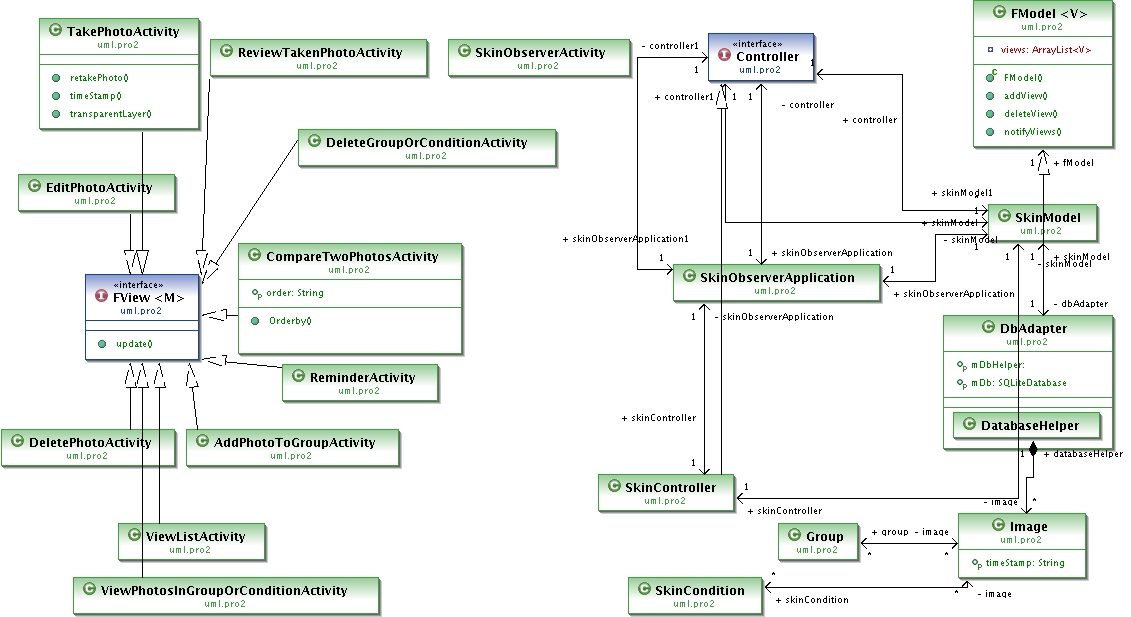 TakePhotoActivity
uml.pro2
retakePhoto()
timeStamp()
transparentLayer()
ReviewTakenPhotoActivity
uml.pro2
SkinObserverActivity
uml.pro2
«interface»
Controller
uml.pro2
FModel <V>
uml.pro2
views: ArrayList<V>
FModel()
addView()
deleteView()
notifyViews()
- controller1
1
+ controller1
1
1
- controller
1
+ controller
DeleteGroupOrConditionActivity
uml.pro2
EditPhotoActivity
uml.pro2
1
+ fModel
+ skinModel1
1
SkinModel
uml.pro2
+ skinModel
- skinModel
1
CompareTwoPhotosActivity
uml.pro2
order: String
Orderby()
+ skinObserverApplication1
1
1
+ skinObserverApplication
SkinObserverApplication
uml.pro2
1
+ skinObserverApplication
1
1
+ skinModel
- skinModel
«interface»
FView <M>
uml.pro2
update()
1
- skinObserverApplication
1
- dbAdapter
DbAdapter
uml.pro2
mDbHelper:
mDb: SQLiteDatabase
DatabaseHelper
ReminderActivity
uml.pro2
DeletePhotoActivity
uml.pro2
AddPhotoToGroupActivity
uml.pro2
+ skinController
1
1
+ databaseHelper
SkinController
uml.pro2
1
+ skinController
- image
*
ViewListActivity
uml.pro2
Group
uml.pro2
+ group
- image
*
*
Image
uml.pro2
timeStamp: String
ViewPhotosInGroupOrConditionActivity
uml.pro2
SkinCondition
uml.pro2
*
+ skinCondition
*
- image